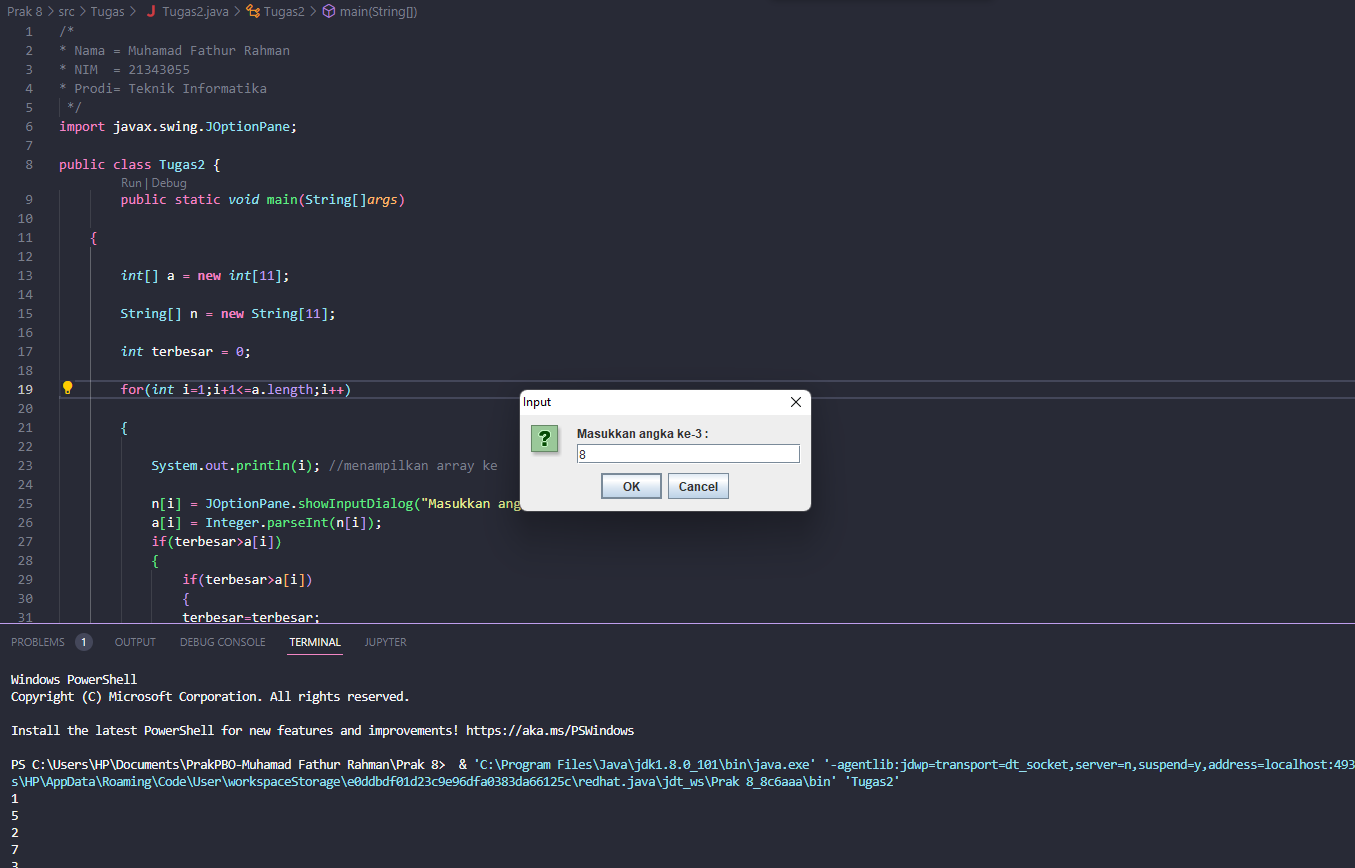 Prak 8 > src > Tugas > J Tugas2.java > Tugas2 > main(String[])
1 /*
2 * Nama = Muhamad Fathur Rahman
3 * NIM  = 21343055
4 * Prodi= Teknik Informatika
5  */
6 import javax.swing.JOptionPane;
7
8 public class Tugas2 {
Run | Debug
9 public static void main(String[]args)
10
11 {
12
13 int[] a = new int[11];
14
15 String[] n = new String[11];
16
17 int terbesar = 0;
18
19 for(int i=1;i+1<=a.length;i++)
20
21 {
22
23 System.out.println(i); //menampilkan array ke
24
25 n[i] = JOptionPane.showInputDialog("Masukkan ang
26 a[i] = Integer.parseInt(n[i]);
27 if(terbesar>a[i])
28 {
29 if(terbesar>a[i])
30 {
31 terbesar=terbesar;
Input
?
Masukkan angka ke-3 :
8
OK Cancel
PROBLEMS 1 OUTPUT DEBUG CONSOLE TERMINAL JUPYTER
Windows PowerShell
Copyright (C) Microsoft Corporation. All rights reserved.
Install the latest PowerShell for new features and improvements! https://aka.ms/PSWindows
PS C:\Users\HP\Documents\PrakPBO-Muhamad Fathur Rahman\Prak 8>  & 'C:\Program Files\Java\jdk1.8.0_101\bin\java.exe' '-agentlib:jdwp=transport=dt_socket,server=n,suspend=y,address=localhost:493
s\HP\AppData\Roaming\Code\User\workspaceStorage\e0ddbdf01d23c9e96dfa0383da66125c\redhat.java\jdt_ws\Prak 8_8c6aaa\bin' 'Tugas2'
1
5
2
7
3